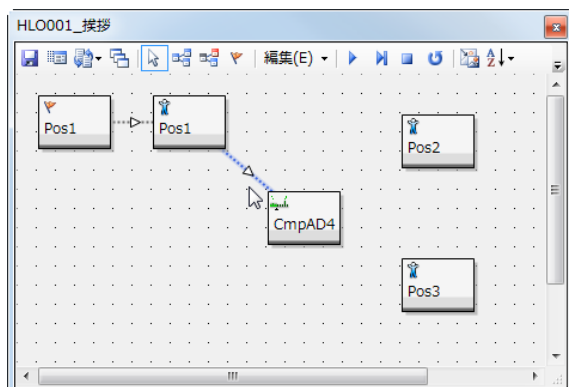 HLO001_挨拶
編集(E)
Pos1
Pos1
Pos2
CmpAD4
Pos3